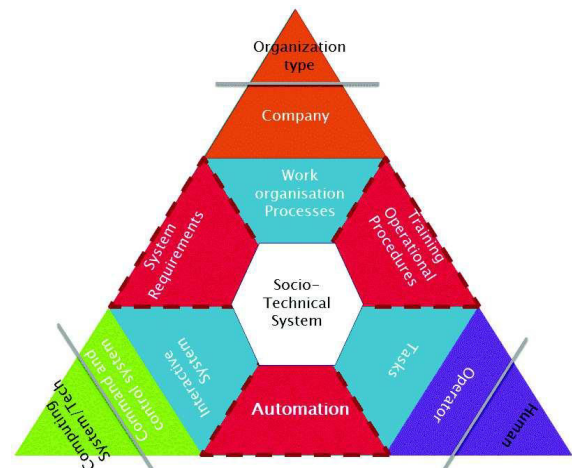 Organization
type
Company
Work
organisation
Processes
System
Requirements
Training
Operational
Procedures
Socio-
Technical
System
Computing
System/Tech
Command and
control system
Interactive
System
Automation
Tasks
Operator
Human